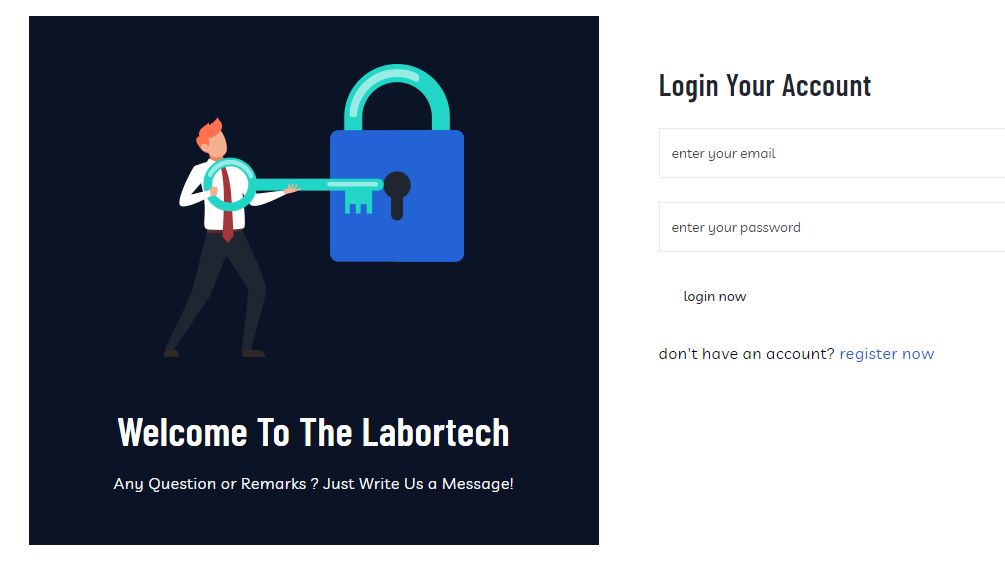 Welcome To The Labortech
Any Question or Remarks ? Just Write Us a Message!
Login Your Account
enter your email
enter your password
login now
don't have an account? register now